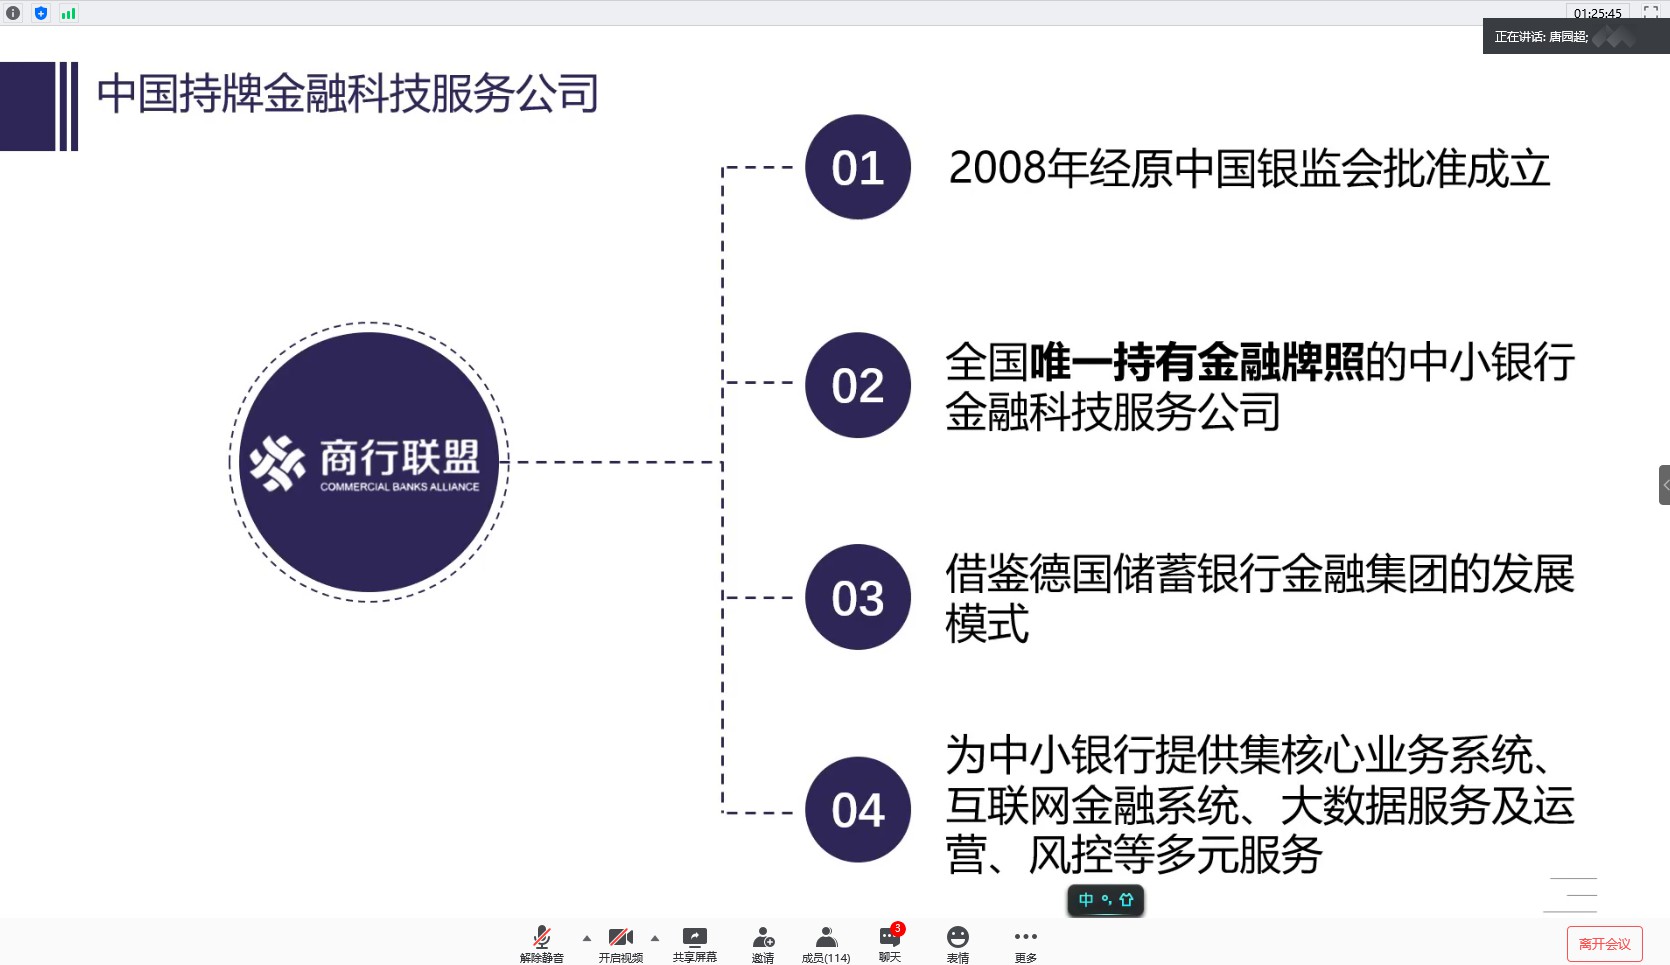 01:25:45
正在讲话: 唐园超;
中国持牌金融科技服务公司
01
2008年经原中国银监会批准成立
02
全国唯一持有金融牌照的中小银行
金融科技服务公司
商行联盟
COMMERCIAL BANKS ALLIANCE
03
借鉴德国储蓄银行金融集团的发展
模式
04
为中小银行提供集核心业务系统、
互联网金融系统、大数据服务及运
营、风控等多元服务
中 °,
解除静音
开启视频
共享屏幕
邀请
成员(114)
3
聊天
表情
更多
离开会议